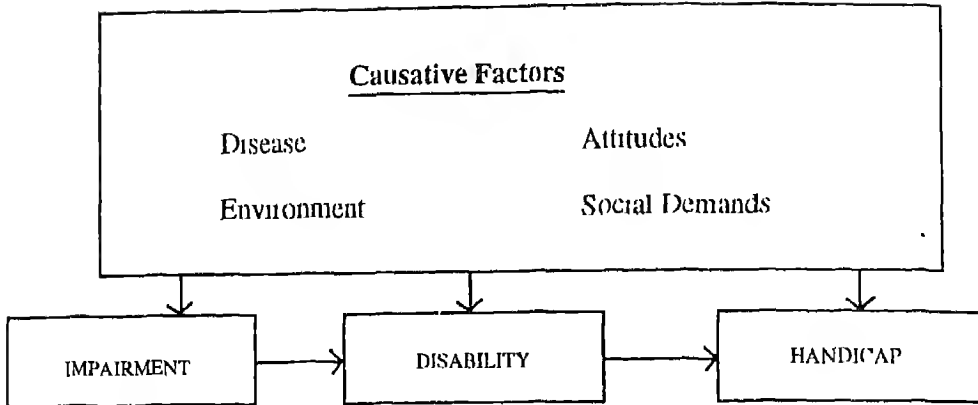 Causative Factors
Disease Attitudes
Environment Social Demands
IMPAIRMENT DISABILITY HANDICAP